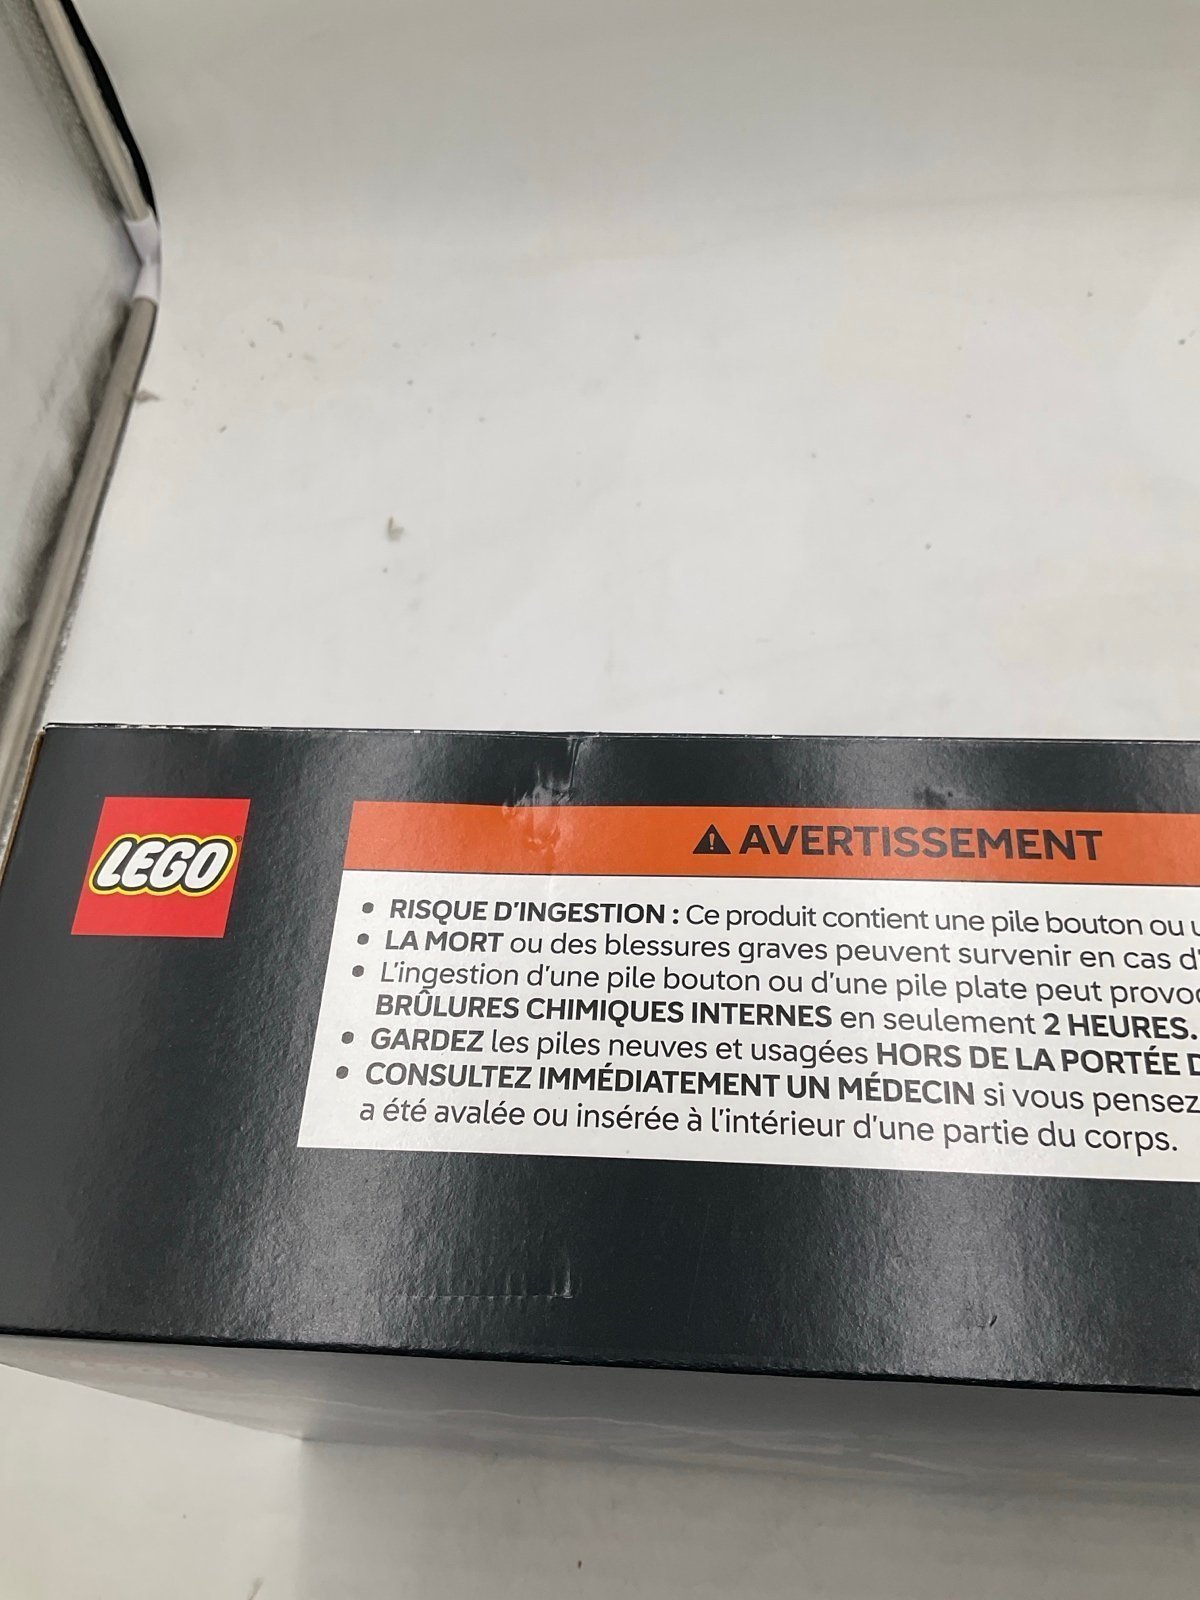 LEGO®
⚠ AVERTISSEMENT
• RISQUE D'INGESTION : Ce produit contient une pile bouton ou
• LA MORT ou des blessures graves peuvent survenir en cas
• L'ingestion d'une pile bouton ou d'une pile plate peut
BRÛLURES CHIMIQUES INTERNES en seulement 2 HEURES.
• GARDEZ les piles neuves et usagées HORS DE LA PORTÉE
• CONSULTEZ IMMÉDIATEMENT UN MÉDECIN si vous pensez
a été avalée ou insérée à l'intérieur d'une partie du corps.